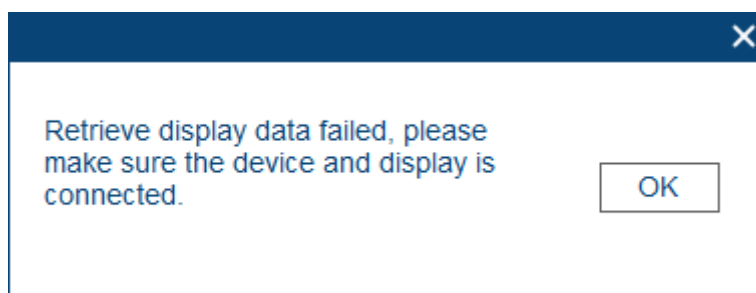 Retrieve display data failed, please
make sure the device and display is
connected.
OK